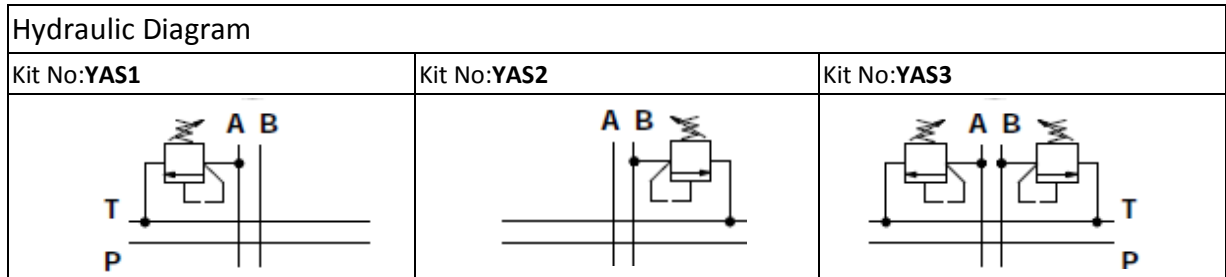 Hydraulic Diagram
Kit No:YAS1
Kit No:YAS2
Kit No:YAS3
A B
T
P
A B
A B
T
P